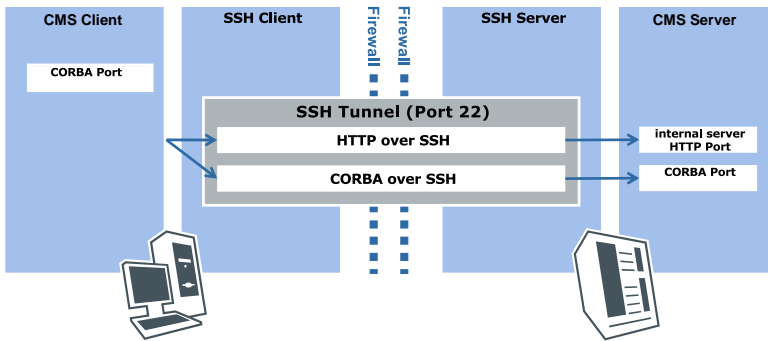 CMS Client
SSH Client
Firewall
Firewall
SSH Server
CMS Server
CORBA Port
SSH Tunnel (Port 22)
HTTP over SSH
internal server
HTTP Port
CORBA over SSH
CORBA Port